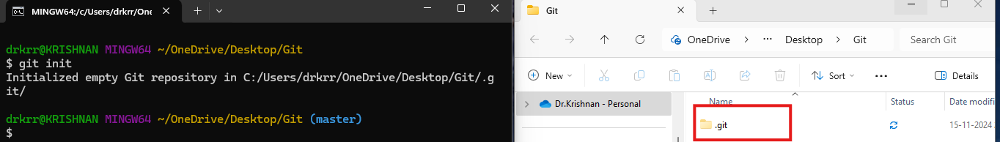 MINGW64:/c/Users/drkrr/One
drkrr@KRISHNAN MINGW64 ~/OneDrive/Desktop/Git
$ git init
Initialized empty Git repository in C:/Users/drkrr/OneDrive/Desktop/Git/.g
it/
drkrr@KRISHNAN MINGW64 ~/OneDrive/Desktop/Git (master)
$
Git
OneDrive > ... Desktop > Git Search Git
New Sort ... Details
Name Status Date modifi
Dr.Krishnan - Personal
.git 15-11-2024